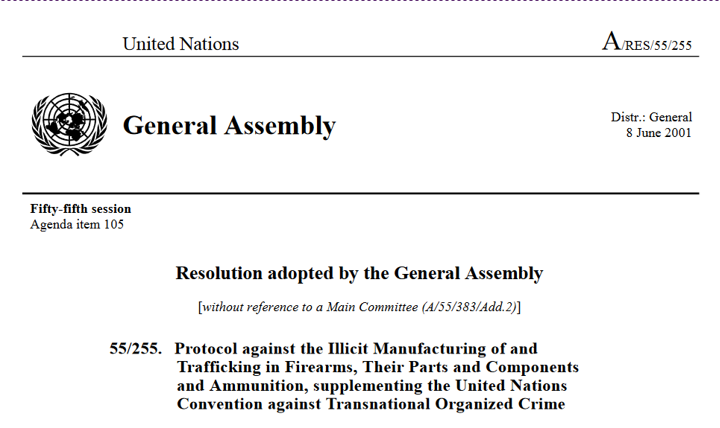 United Nations
A/RES/55/255
General Assembly
Distr.: General
8 June 2001
Fifty-fifth session
Agenda item 105
Resolution adopted by the General Assembly
[without reference to a Main Committee (A/55/383/Add.2)]
55/255. Protocol against the Illicit Manufacturing of and
Trafficking in Firearms, Their Parts and Components
and Ammunition, supplementing the United Nations
Convention against Transnational Organized Crime